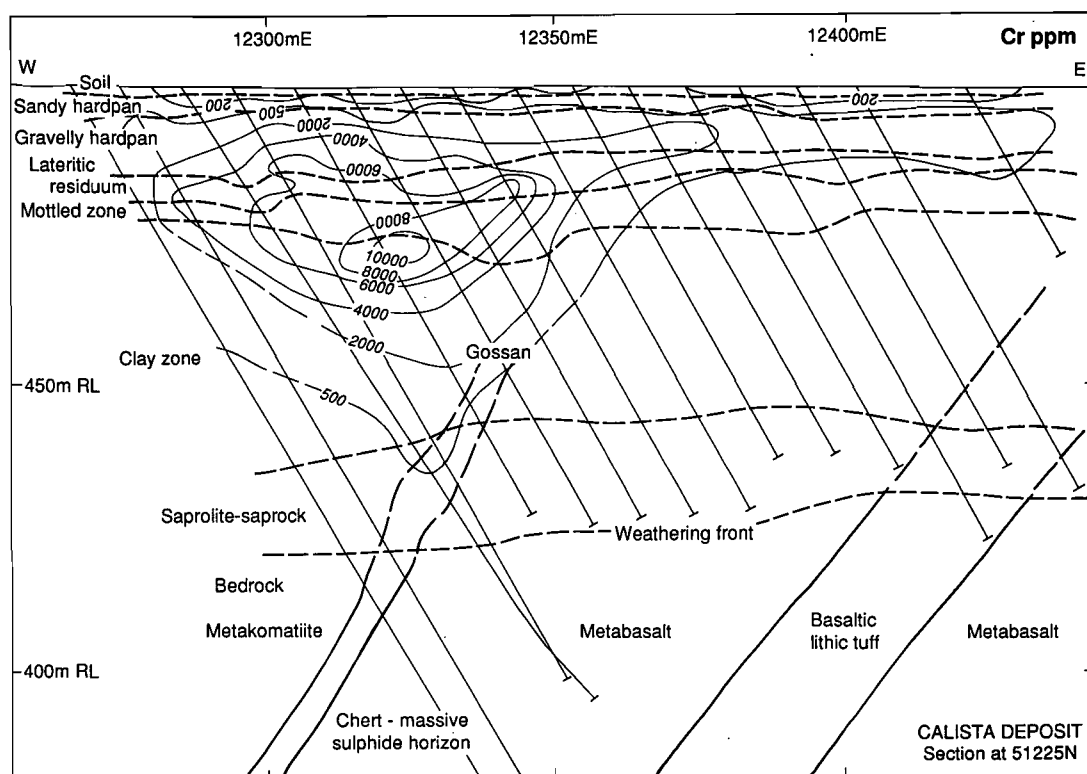 12300mE
12350mE
12400mE
Cr ppm
W
E
Soil
Sandy hardpan
Gravelly hardpan
Lateritic
residuum
Mottled zone
200
500
2000
4000
6000
8000
10000
8000
6000
4000
2000
500
200
Clay zone
Gossan
450m RL
Saprolite-saprock
Weathering front
Bedrock
Metakomatiite
Metabasalt
Basaltic
lithic tuff
Metabasalt
400m RL
Chert - massive
sulphide horizon
CALISTA DEPOSIT
Section at 51225N